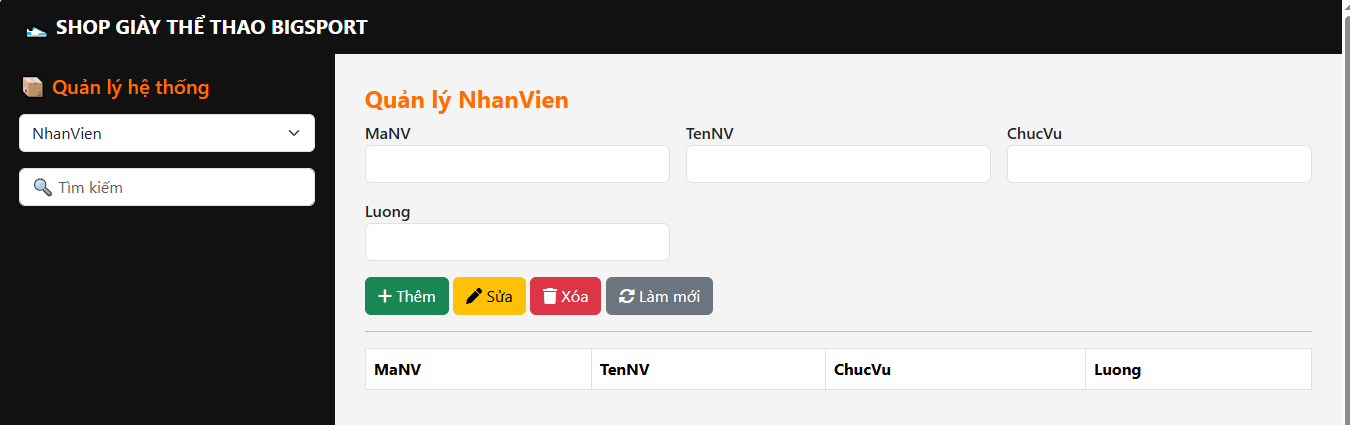 SHOP GIÀY THỂ THAO BIGSPORT
Quản lý hệ thống
NhanVien
Tìm kiếm
Quản lý NhanVien
MaNV TenNV ChucVu
Luong
Thêm Sửa Xóa Làm mới
MaNV TenNV ChucVu Luong